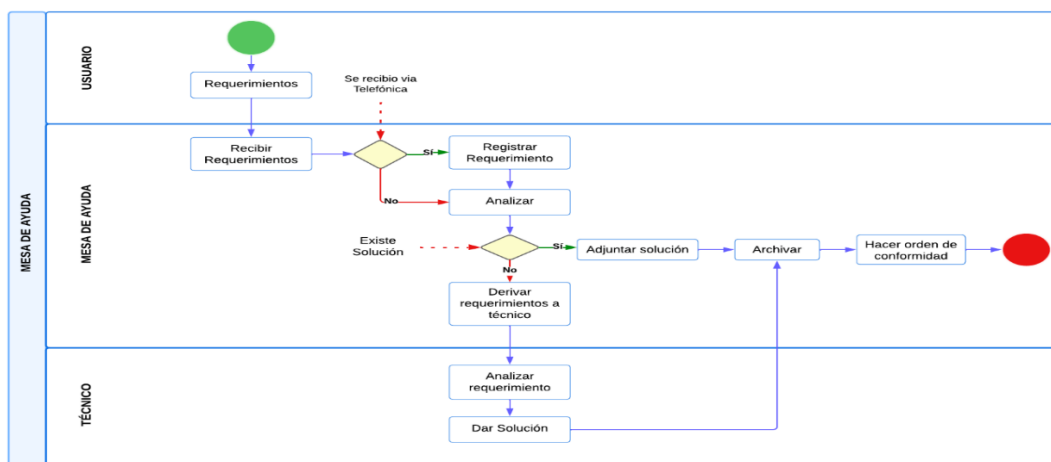 MESA DE AYUDA
USUARIO
Requerimientos
Se recibio via
Telefónica
MESA DE AYUDA
Recibir
Requerimientos
Sí
Registrar
Requerimiento
No
Analizar
Existe
Solución
Sí
Adjuntar solución
Archivar
Hacer orden de
conformidad
No
Derivar
requerimientos a
técnico
TÉCNICO
Analizar
requerimiento
Dar Solución